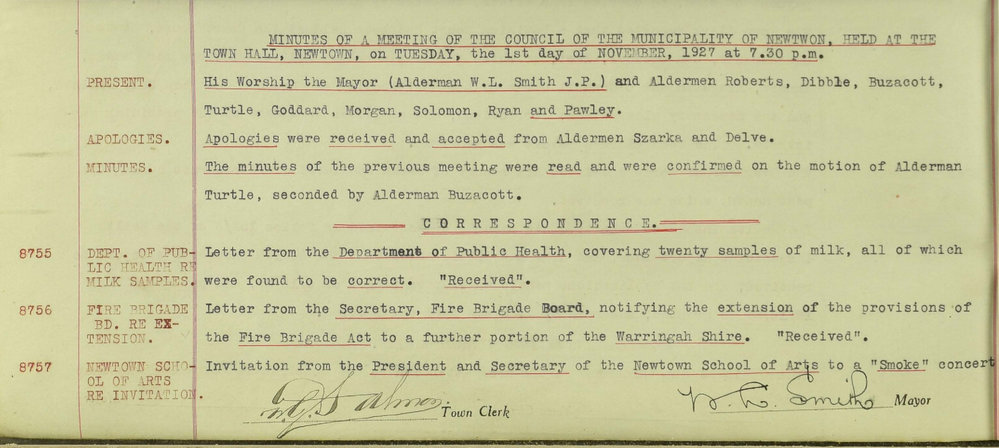 MINUTES OF A MEETING OF THE COUNCIL OF THE MUNICIPALITY OF NEWTWON, HELD AT THE
TOWN HALL, NEWTOWN, on TUESDAY, the 1st day of NOVEMBER, 1927 at 7.30 p.m.
PRESENT. His Worship the Mayor (Alderman W.L. Smith J.P.) and Aldermen Roberts, Dibble, Buzacott,
Turtle, Goddard, Morgan, Solomon, Ryan and Pawley.
APOLOGIES. Apologies were received and accepted from Aldermen Szarka and Delve.
MINUTES. The minutes of the previous meeting were read and were confirmed on the motion of Alderman
Turtle, seconded by Alderman Buzacott.
CORRESPONDENCE.
8755 DEPT. OF PUB- Letter from the Department of Public Health, covering twenty samples of milk, all of which
LIC HEALTH RE
MILK SAMPLES. were found to be correct. "Received".
8756 FIRE BRIGADE Letter from the Secretary, Fire Brigade Board, notifying the extension of the provisions of
BD. RE EX-
TENSION. the Fire Brigade Act to a further portion of the Warringah Shire. "Received".
8757 NEWTOWN SCHO- Invitation from the President and Secretary of the Newtown School of Arts to a "Smoke" concert
OL OF ARTS
RE INVITATION.
Town Clerk W. L. Smith Mayor